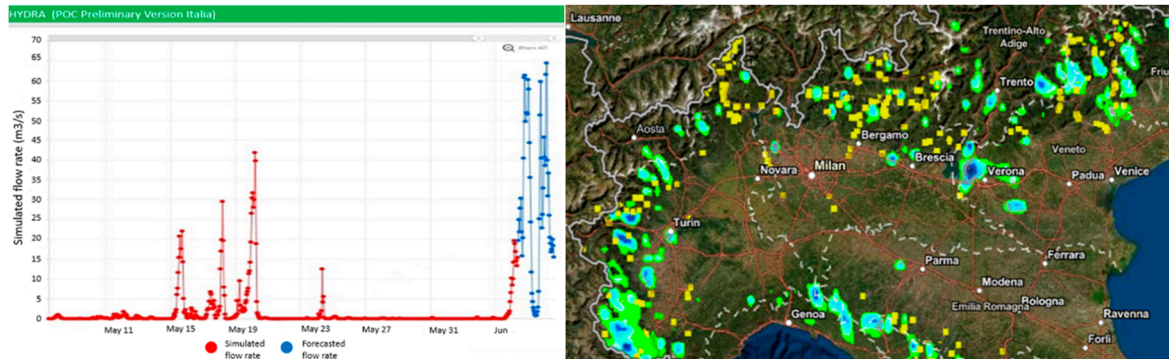 HYDRA (POC Preliminary Version Italia)
Show All
Simulated flow rate (m3/s)
70
65
60
55
50
45
40
35
30
25
20
15
10
5
0
May 11
May 15
May 19
May 23
May 27
May 31
Jun
Simulated
flow rate
Forecasted
flow rate
Lausanne
Trentino-Alto
Adige
Trento
Friu
Aosta
Bergamo
Brescia
Veneto
Novara
Milan
Verona
Padua
Venice
Turin
Parma
Ferrara
Modena
Emilia Romagna
Bologna
Genoa
Ravenna
Forlì